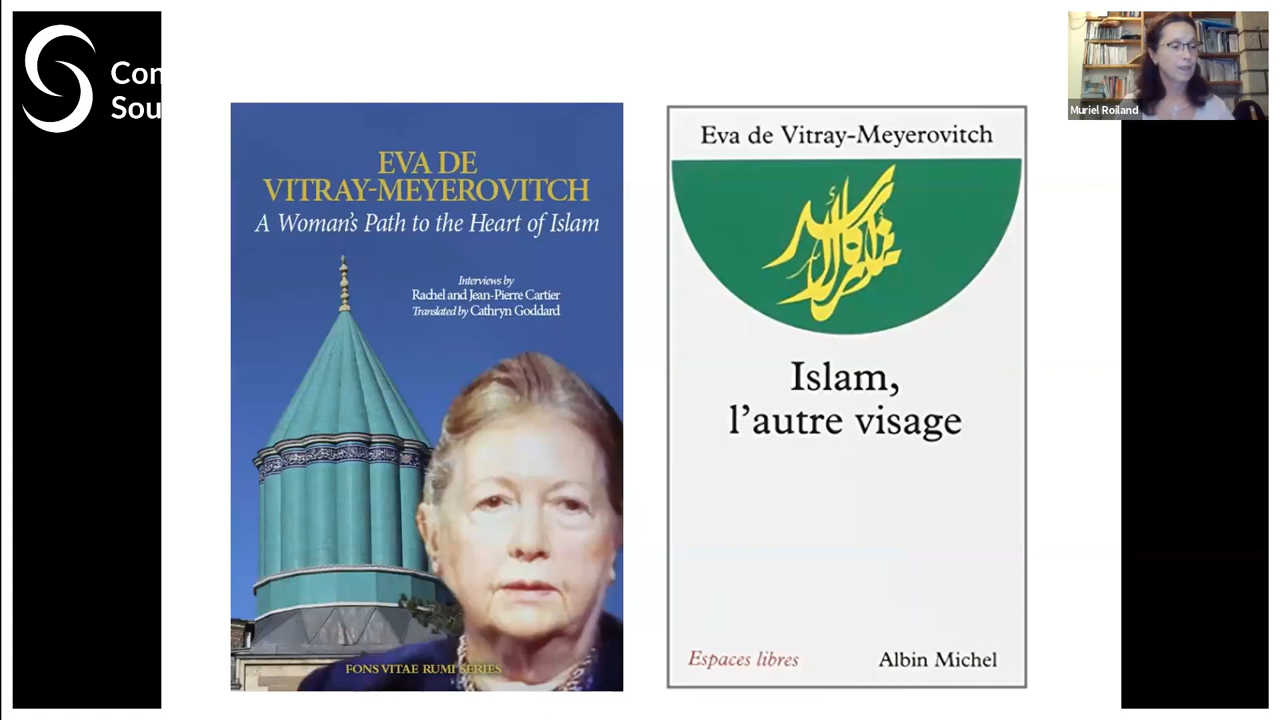 Con
Sou
EVA DE
VITRAY-MEYEROVITCH
A Woman's Path to the Heart of Islam
Interviews by
Rachel and Jean-Pierre Cartier
Translated by Cathryn Goddard
FONS VITAE RUMI SERIES
Eva de Vitray-Meyerovitch
Islam,
l'autre visage
Espaces libres
Albin Michel
Muriel Roiland